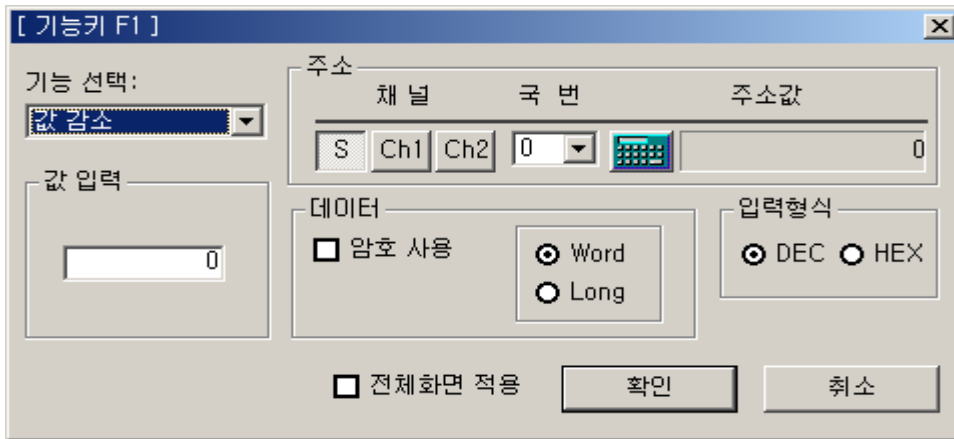 [ 기능키 F1 ]
기능 선택:
값 감소
값 입력
0
주소
채 널 국 번 주소값
S Ch1 Ch2 0 0
데이터
암호 사용
Word
Long
입력형식
DEC HEX
전체화면 적용 확인 취소